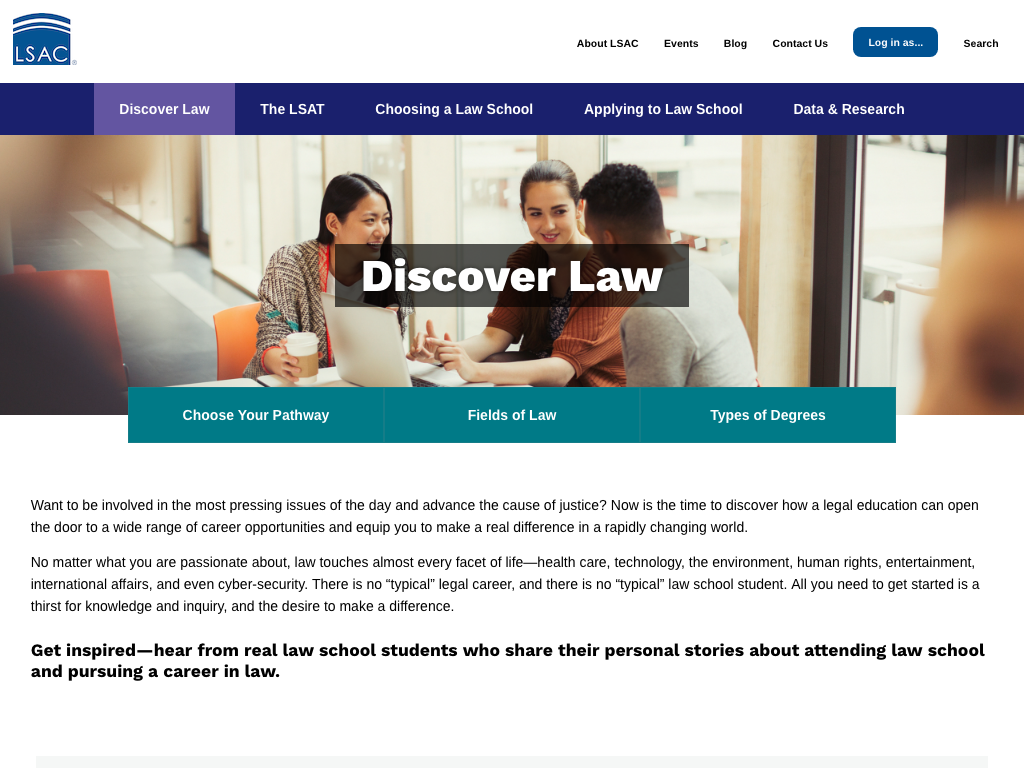 LSAC®
About LSAC Events Blog Contact Us Log in as... Search
Discover Law The LSAT Choosing a Law School Applying to Law School Data & Research
Discover Law
Choose Your Pathway Fields of Law Types of Degrees
Want to be involved in the most pressing issues of the day and advance the cause of justice? Now is the time to discover how a legal education can open
the door to a wide range of career opportunities and equip you to make a real difference in a rapidly changing world.
No matter what you are passionate about, law touches almost every facet of life—health care, technology, the environment, human rights, entertainment,
international affairs, and even cyber-security. There is no “typical” legal career, and there is no “typical” law school student. All you need to get started is a
thirst for knowledge and inquiry, and the desire to make a difference.
Get inspired—hear from real law school students who share their personal stories about attending law school
and pursuing a career in law.